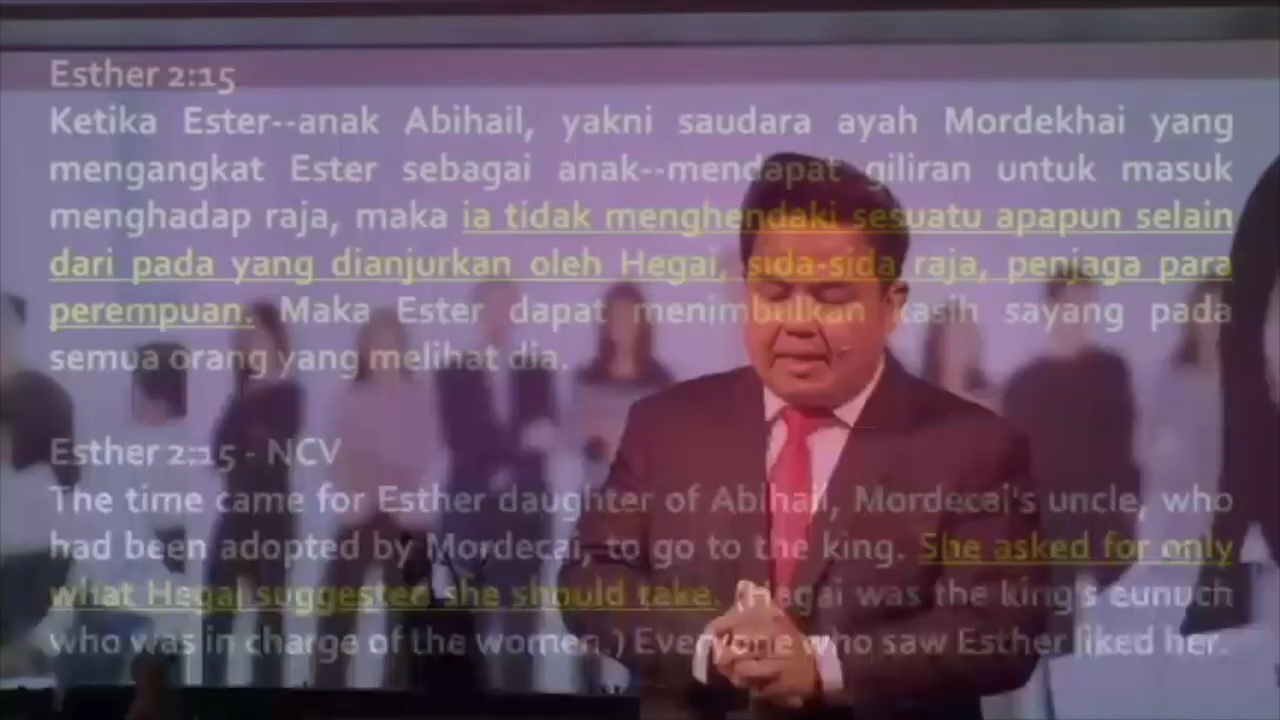 Esther 2:15
Ketika Ester--anak Abihail, yakni saudara ayah Mordekhai yang
mengangkat Ester sebagai anak--mendapat giliran untuk masuk
menghadap raja, maka ia tidak menghendaki sesuatu apapun selain
dari pada yang dianjurkan oleh Hegai, sida-sida raja, penjaga para
perempuan. Maka Ester dapat menimbulkan kasih sayang pada
semua orang yang melihat dia.
Esther 2:15 - NCV
The time came for Esther daughter of Abihail, Mordecai's uncle, who
had been adopted by Mordecai, to go to the king. She asked for only
what Hegai suggested she should take. (Hegai was the king's eunuch
who was in charge of the women.) Everyone who saw Esther liked her.